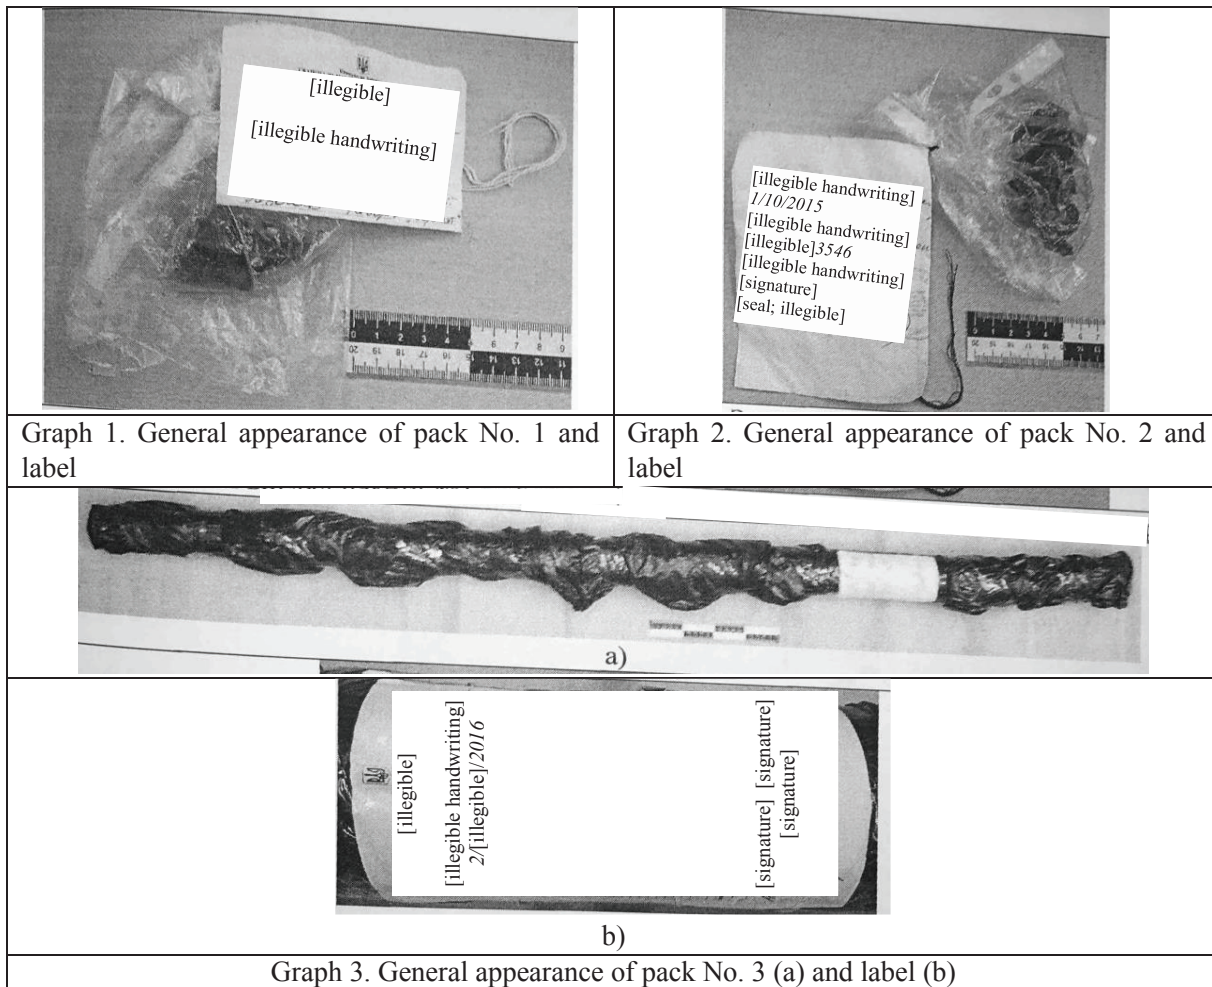 [illegible]
[illegible handwriting]
[illegible handwriting]
1/10/2015
[illegible handwriting]
[illegible]3546
[illegible handwriting]
[signature]
[seal; illegible]
Graph 1. General appearance of pack No. 1 and
label
Graph 2. General appearance of pack No. 2 and
label
a)
[illegible]
[illegible handwriting]
2/[illegible]/2016
[signature] [signature]
[signature]
b)
Graph 3. General appearance of pack No. 3 (a) and label (b)